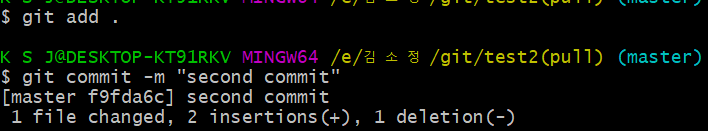 $ git add .
K S J@DESKTOP-KT91RKV MINGW64 /e/김 소 정 /git/test2(pull) (master)
$ git commit -m "second commit"
[master f9fda6c] second commit
 1 file changed, 2 insertions(+), 1 deletion(-)